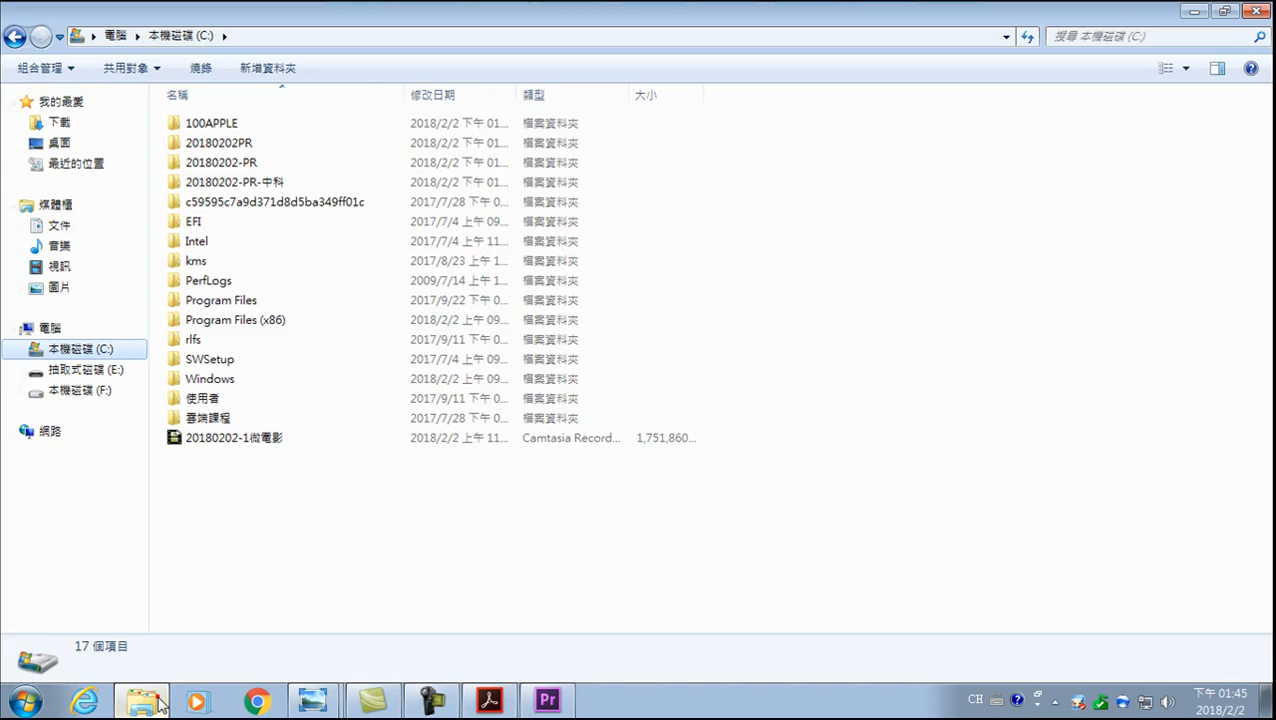 電腦 本機磁碟 (C:) 搜尋 本機磁碟 (C:)
組合管理 共用對象 燒錄 新增資料夾
名稱 修改日期 類型 大小
我的最愛
下載
桌面
最近的位置
媒體櫃
文件
音樂
視訊
圖片
電腦
本機磁碟 (C:)
抽取式磁碟 (E:)
本機磁碟 (F:)
網路
100APPLE 2018/2/2 下午 01... 檔案資料夾
20180202PR 2018/2/2 下午 01... 檔案資料夾
20180202-PR 2018/2/2 下午 01... 檔案資料夾
20180202-PR-中科 2018/2/2 下午 01... 檔案資料夾
c59595c7a9d371d8d5ba349ff01c 2017/7/28 下午 0... 檔案資料夾
EFI 2017/7/4 上午 09... 檔案資料夾
Intel 2017/7/4 上午 11... 檔案資料夾
kms 2017/8/23 上午 1... 檔案資料夾
PerfLogs 2009/7/14 上午 1... 檔案資料夾
Program Files 2017/9/22 下午 0... 檔案資料夾
Program Files (x86) 2018/2/2 上午 09... 檔案資料夾
rlfs 2017/9/11 下午 0... 檔案資料夾
SWSetup 2017/7/4 上午 09... 檔案資料夾
Windows 2018/2/2 上午 09... 檔案資料夾
使用者 2017/9/11 下午 0... 檔案資料夾
雲端課程 2017/7/28 下午 0... 檔案資料夾
20180202-1微電影 2018/2/2 上午 11... Camtasia Record... 1,751,860...
17 個項目
Pr
CH
下午 01:45
2018/2/2